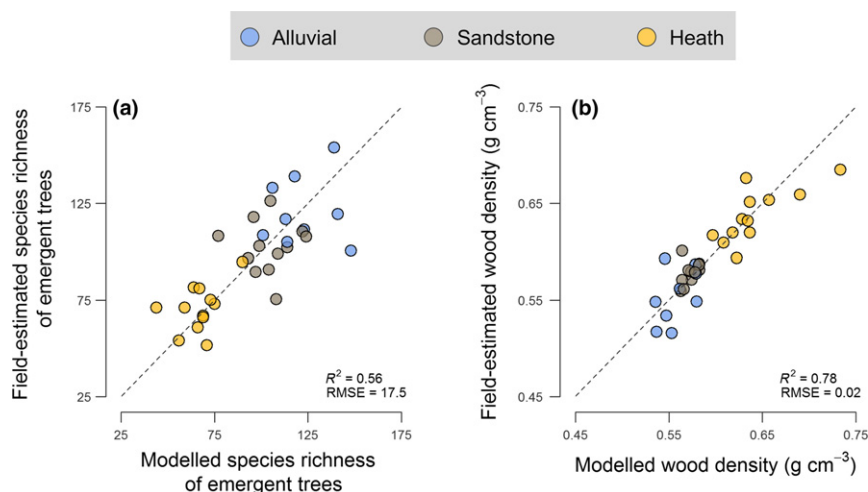 Alluvial
Sandstone
Heath
(a)
175
125
75
25
Field-estimated species richness
of emergent trees
R² = 0.56
RMSE = 17.5
25
75
125
175
Modelled species richness
of emergent trees
(b)
0.75
0.65
0.55
0.45
Field-estimated wood density (g cm⁻³)
R² = 0.78
RMSE = 0.02
0.45
0.55
0.65
0.75
Modelled wood density (g cm⁻³)